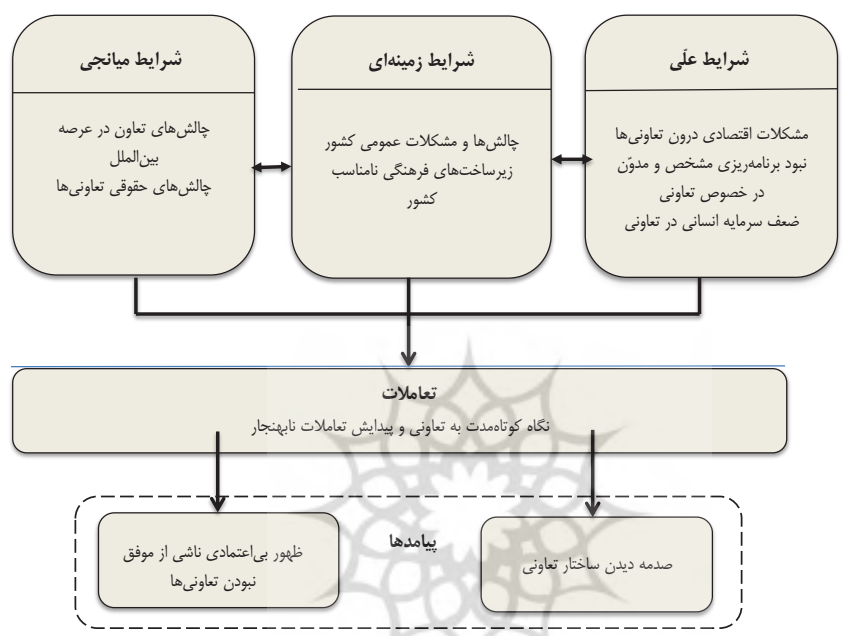 شرایط علّی
مشکلات اقتصادی درون تعاونی‌ها
نبود برنامه‌ریزی مشخص و مدوّن
در خصوص تعاونی
ضعف سرمایه انسانی در تعاونی
شرایط زمینه‌ای
چالش‌ها و مشکلات عمومی کشور
زیرساخت‌های فرهنگی نامناسب
کشور
شرایط میانجی
چالش‌های تعاون در عرصه
بین‌الملل
چالش‌های حقوقی تعاونی‌ها
تعاملات
نگاه کوتاه‌مدت به تعاونی و پیدایش تعاملات نابهنجار
پیامدها
صدمه دیدن ساختار تعاونی
ظهور بی‌اعتمادی ناشی از موفق
نبودن تعاونی‌ها